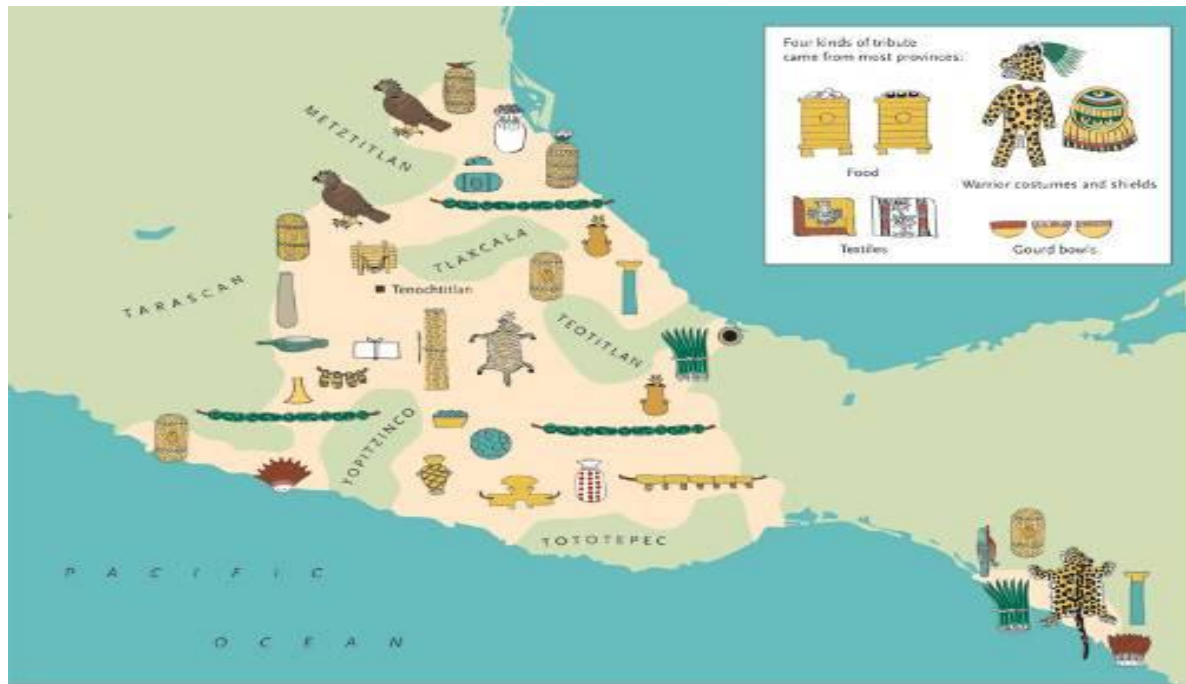 Four kinds of tribute
came from most provinces:
Food
Warrior costumes and shields
Textiles
Gourd bowls
METZTITLAN
TLAXCALA
Tenochtitlan
TARASCAN
TEOTITLAN
YOPITZINCO
TOTOTEPEC
PACIFIC
OCEAN